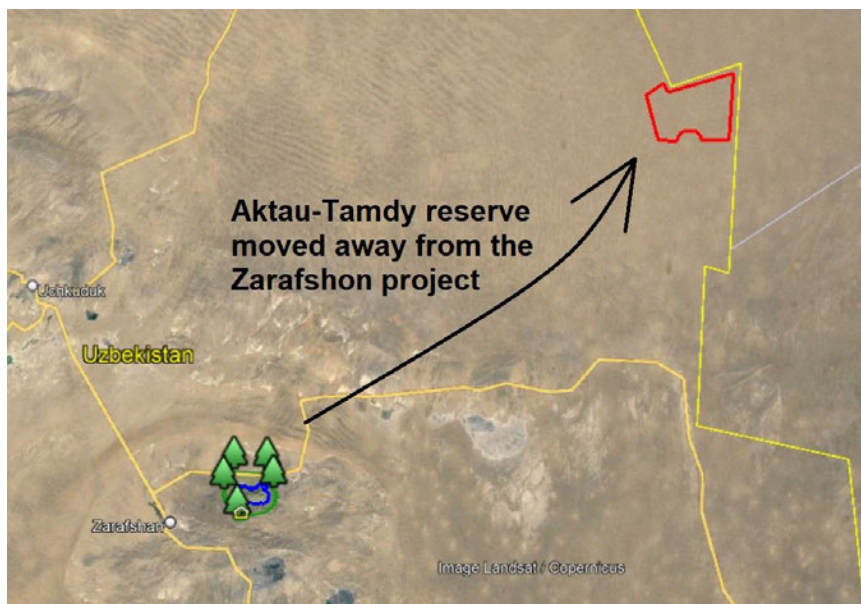 Aktau-Tamdy reserve
moved away from the
Zarafshon project
Uchkuduk
Uzbekistan
Zarafshan
Image Landsat / Copernicus